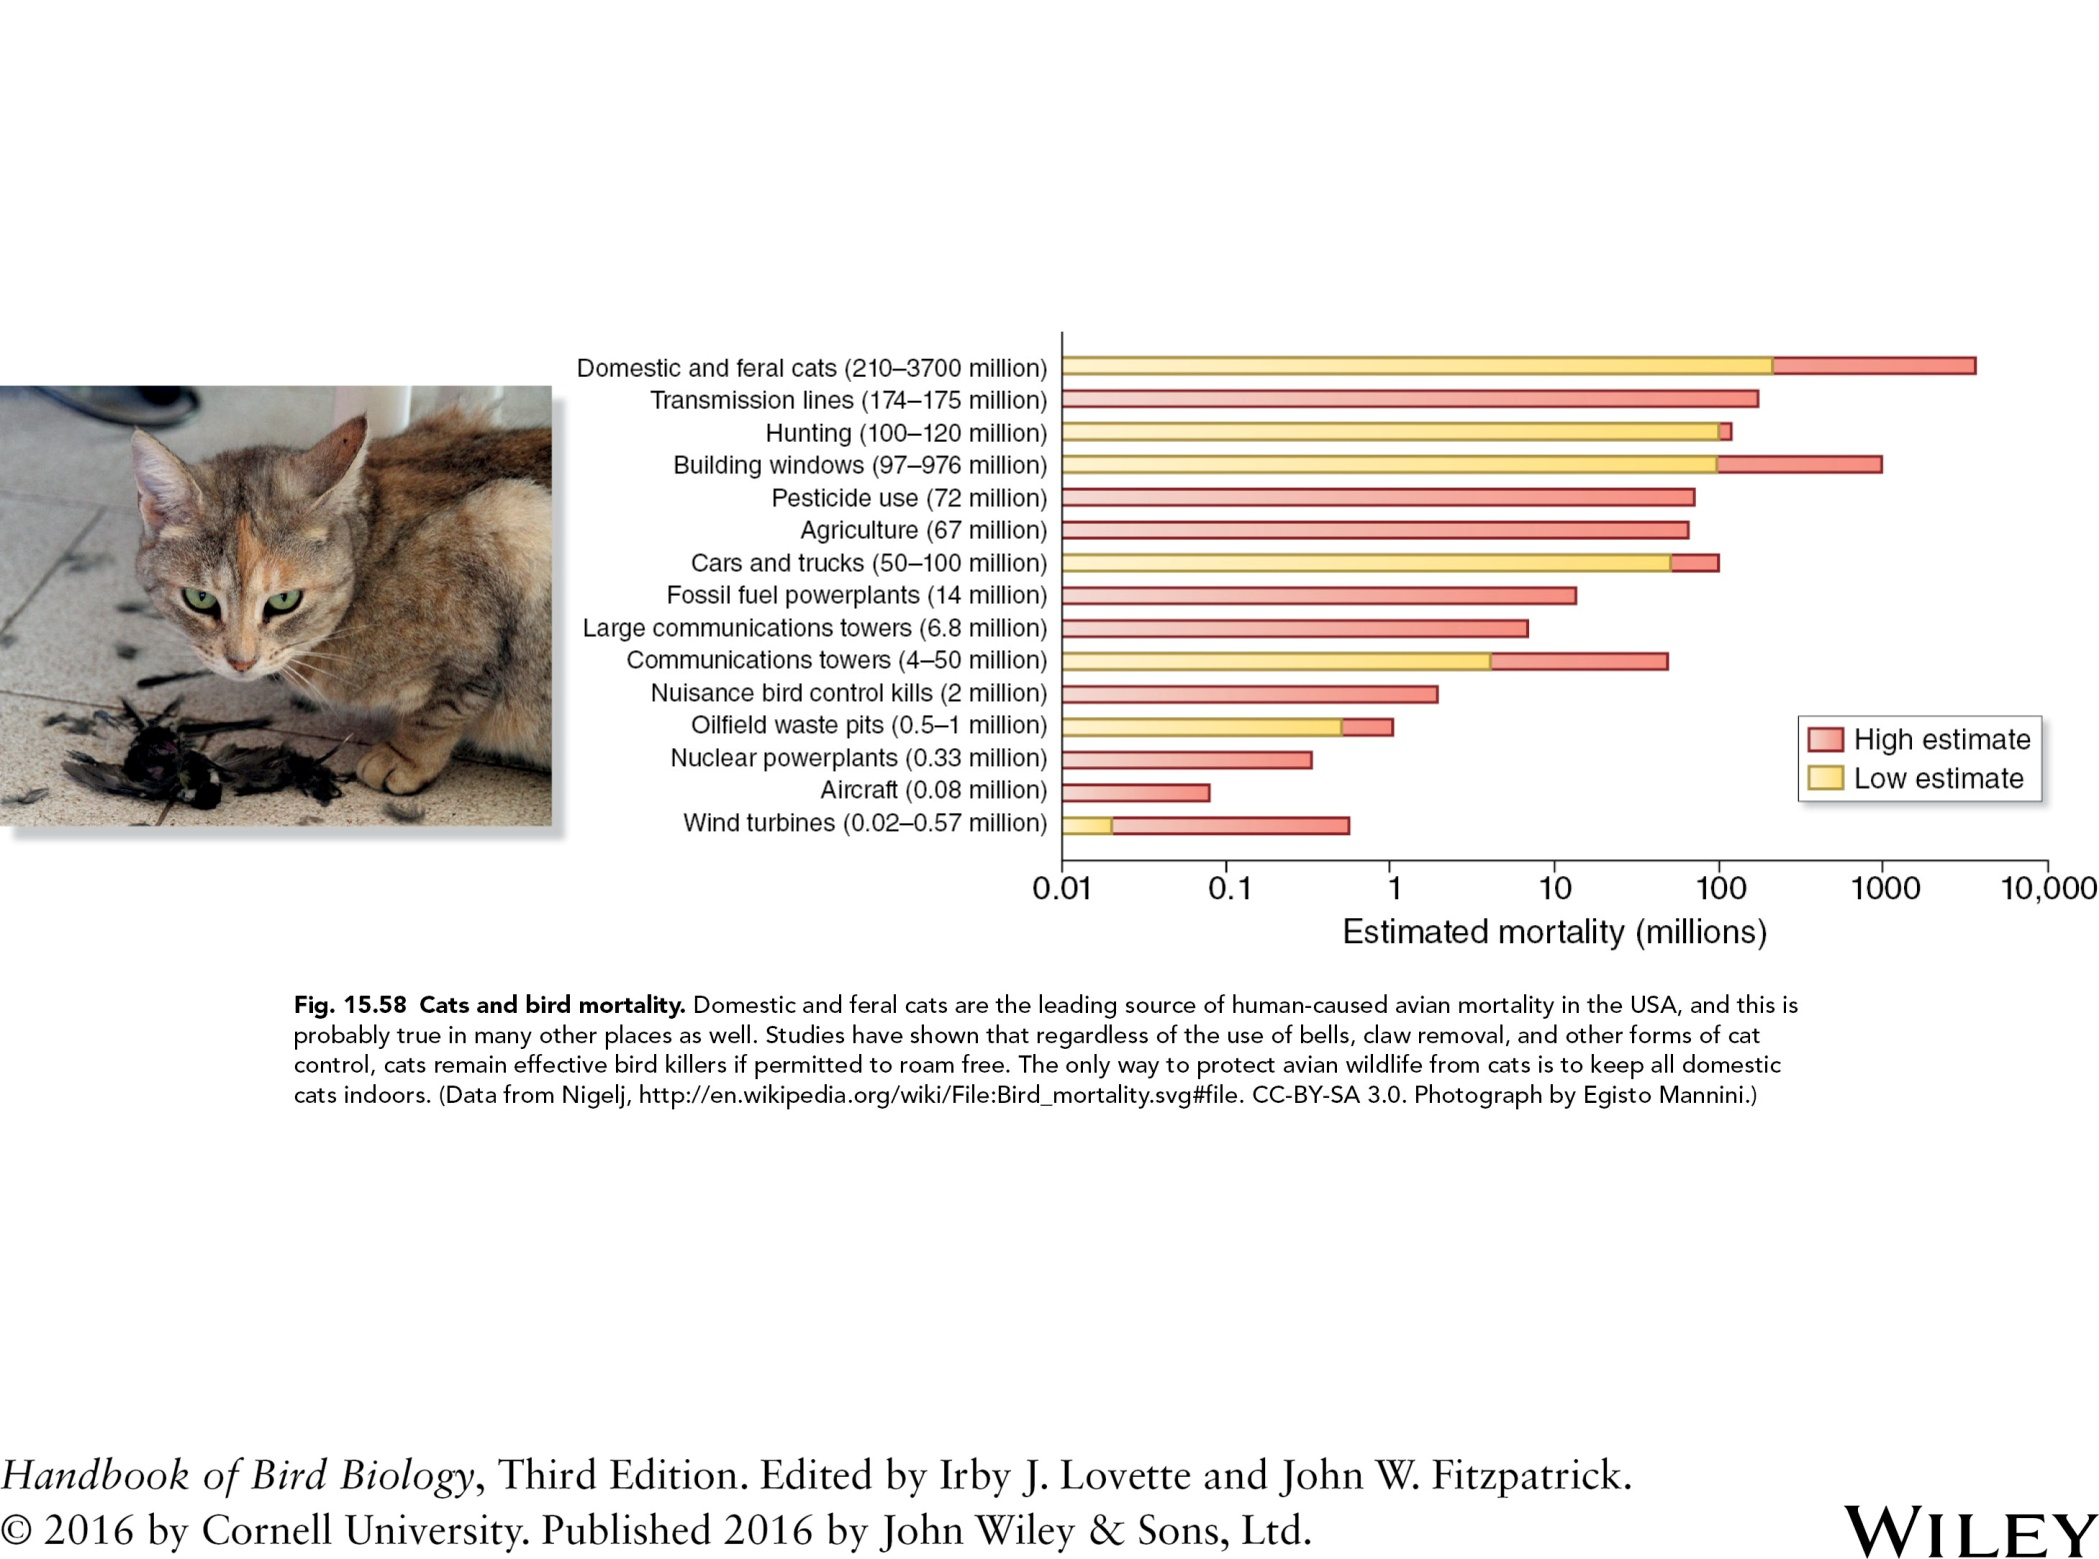 Domestic and feral cats (210–3700 million)
Transmission lines (174–175 million)
Hunting (100–120 million)
Building windows (97–976 million)
Pesticide use (72 million)
Agriculture (67 million)
Cars and trucks (50–100 million)
Fossil fuel powerplants (14 million)
Large communications towers (6.8 million)
Communications towers (4–50 million)
Nuisance bird control kills (2 million)
Oilfield waste pits (0.5–1 million)
Nuclear powerplants (0.33 million)
Aircraft (0.08 million)
Wind turbines (0.02–0.57 million)
High estimate
Low estimate
0.01 0.1 1 10 100 1000 10,000
Estimated mortality (millions)
Fig. 15.58 Cats and bird mortality. Domestic and feral cats are the leading source of human-caused avian mortality in the USA, and this is
probably true in many other places as well. Studies have shown that regardless of the use of bells, claw removal, and other forms of cat
control, cats remain effective bird killers if permitted to roam free. The only way to protect avian wildlife from cats is to keep all domestic
cats indoors. (Data from Nigelj, http://en.wikipedia.org/wiki/File:Bird_mortality.svg#file. CC-BY-SA 3.0. Photograph by Egisto Mannini.)
Handbook of Bird Biology, Third Edition. Edited by Irby J. Lovette and John W. Fitzpatrick.
© 2016 by Cornell University. Published 2016 by John Wiley & Sons, Ltd.
WILEY